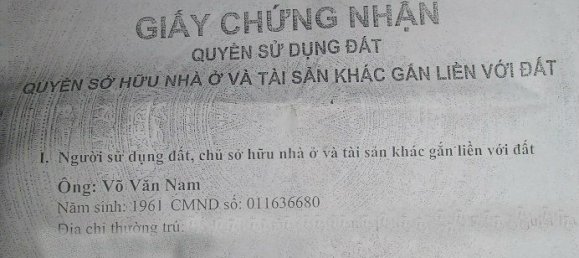 GIẤY CHỨNG NHẬN
QUYỀN SỬ DỤNG ĐẤT
QUYỀN SỞ HỮU NHÀ Ở VÀ TÀI SẢN KHÁC GẮN LIỀN VỚI ĐẤT
I. Người sử dụng đất, chủ sở hữu nhà ở và tài sản khác gắn liền với đất
Ông: Võ Văn Nam
Năm sinh: 1961 CMND số: 011636680
Địa chỉ thường trú: